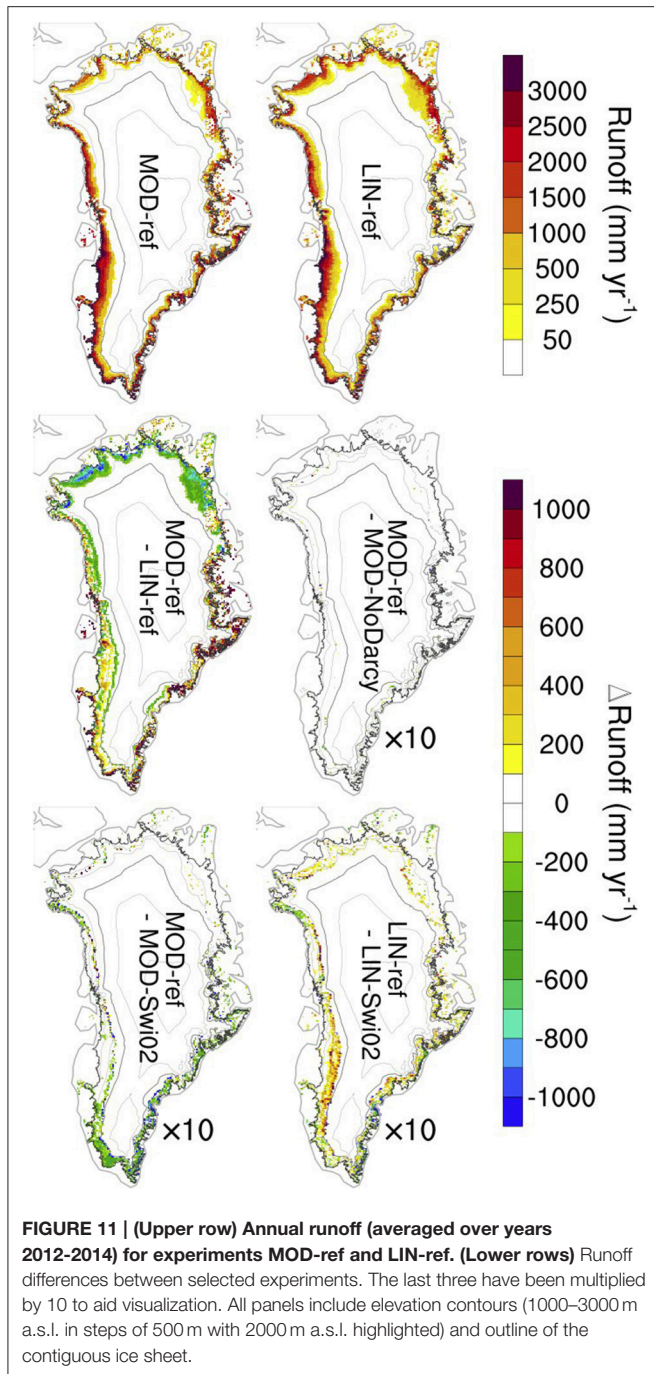 MOD-ref
LIN-ref
Runoff (mm yr-1)
3000
2500
2000
1500
1000
500
250
50
MOD-ref
- LIN-ref
MOD-ref
- MOD-NoDarcy
×10
ΔRunoff (mm yr-1)
1000
800
600
400
200
0
-200
-400
-600
-800
-1000
MOD-ref
- MOD-Swi02
×10
LIN-ref
- LIN-Swi02
×10
FIGURE 11 | (Upper row) Annual runoff (averaged over years
2012-2014) for experiments MOD-ref and LIN-ref. (Lower rows) Runoff
differences between selected experiments. The last three have been multiplied
by 10 to aid visualization. All panels include elevation contours (1000–3000 m
a.s.l. in steps of 500 m with 2000 m a.s.l. highlighted) and outline of the
contiguous ice sheet.